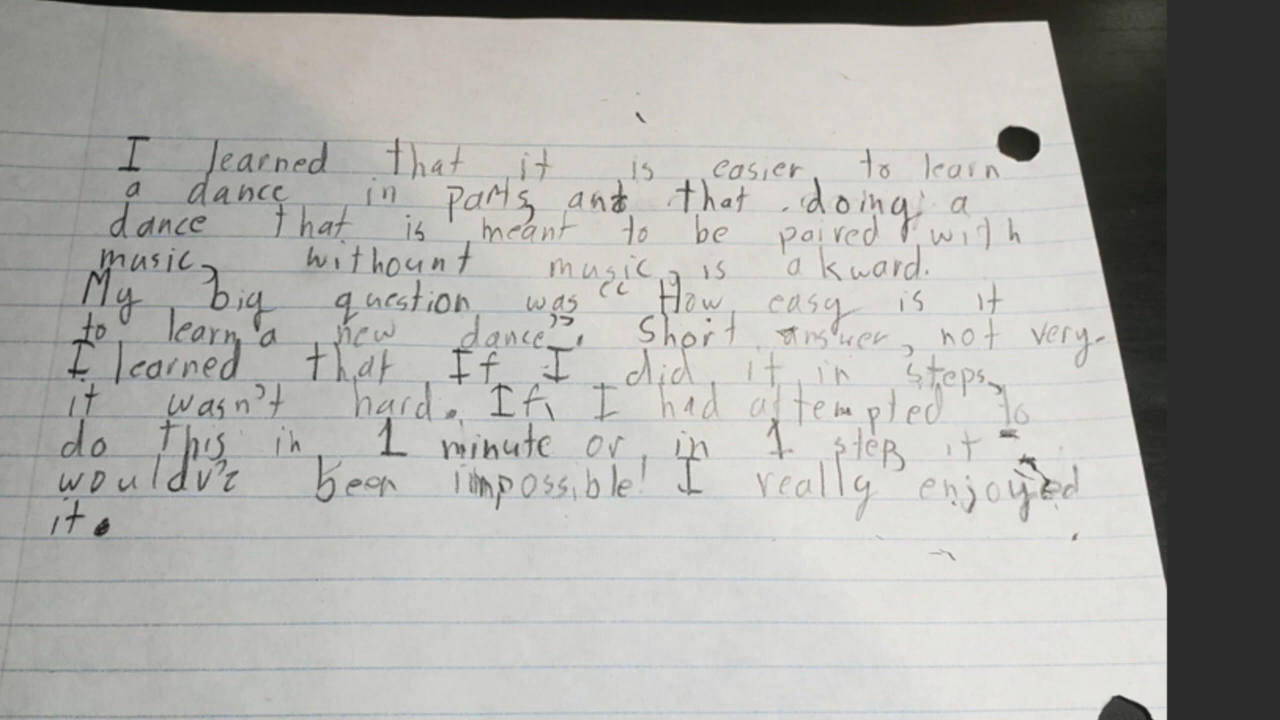 I learned that it is easier to learn
a dance in parts, and that doing a
dance that is meant to be paired with
music, withount music, is akward.
My big question was "How easy is it
to learn a new dance". Short answer, not very.
I learned that If I did it in steps,
it wasn't hard. If I had attempted to
do this in 1 minute or in 1 step, it
wouldv'e been impossible! I really enjoyed
it.